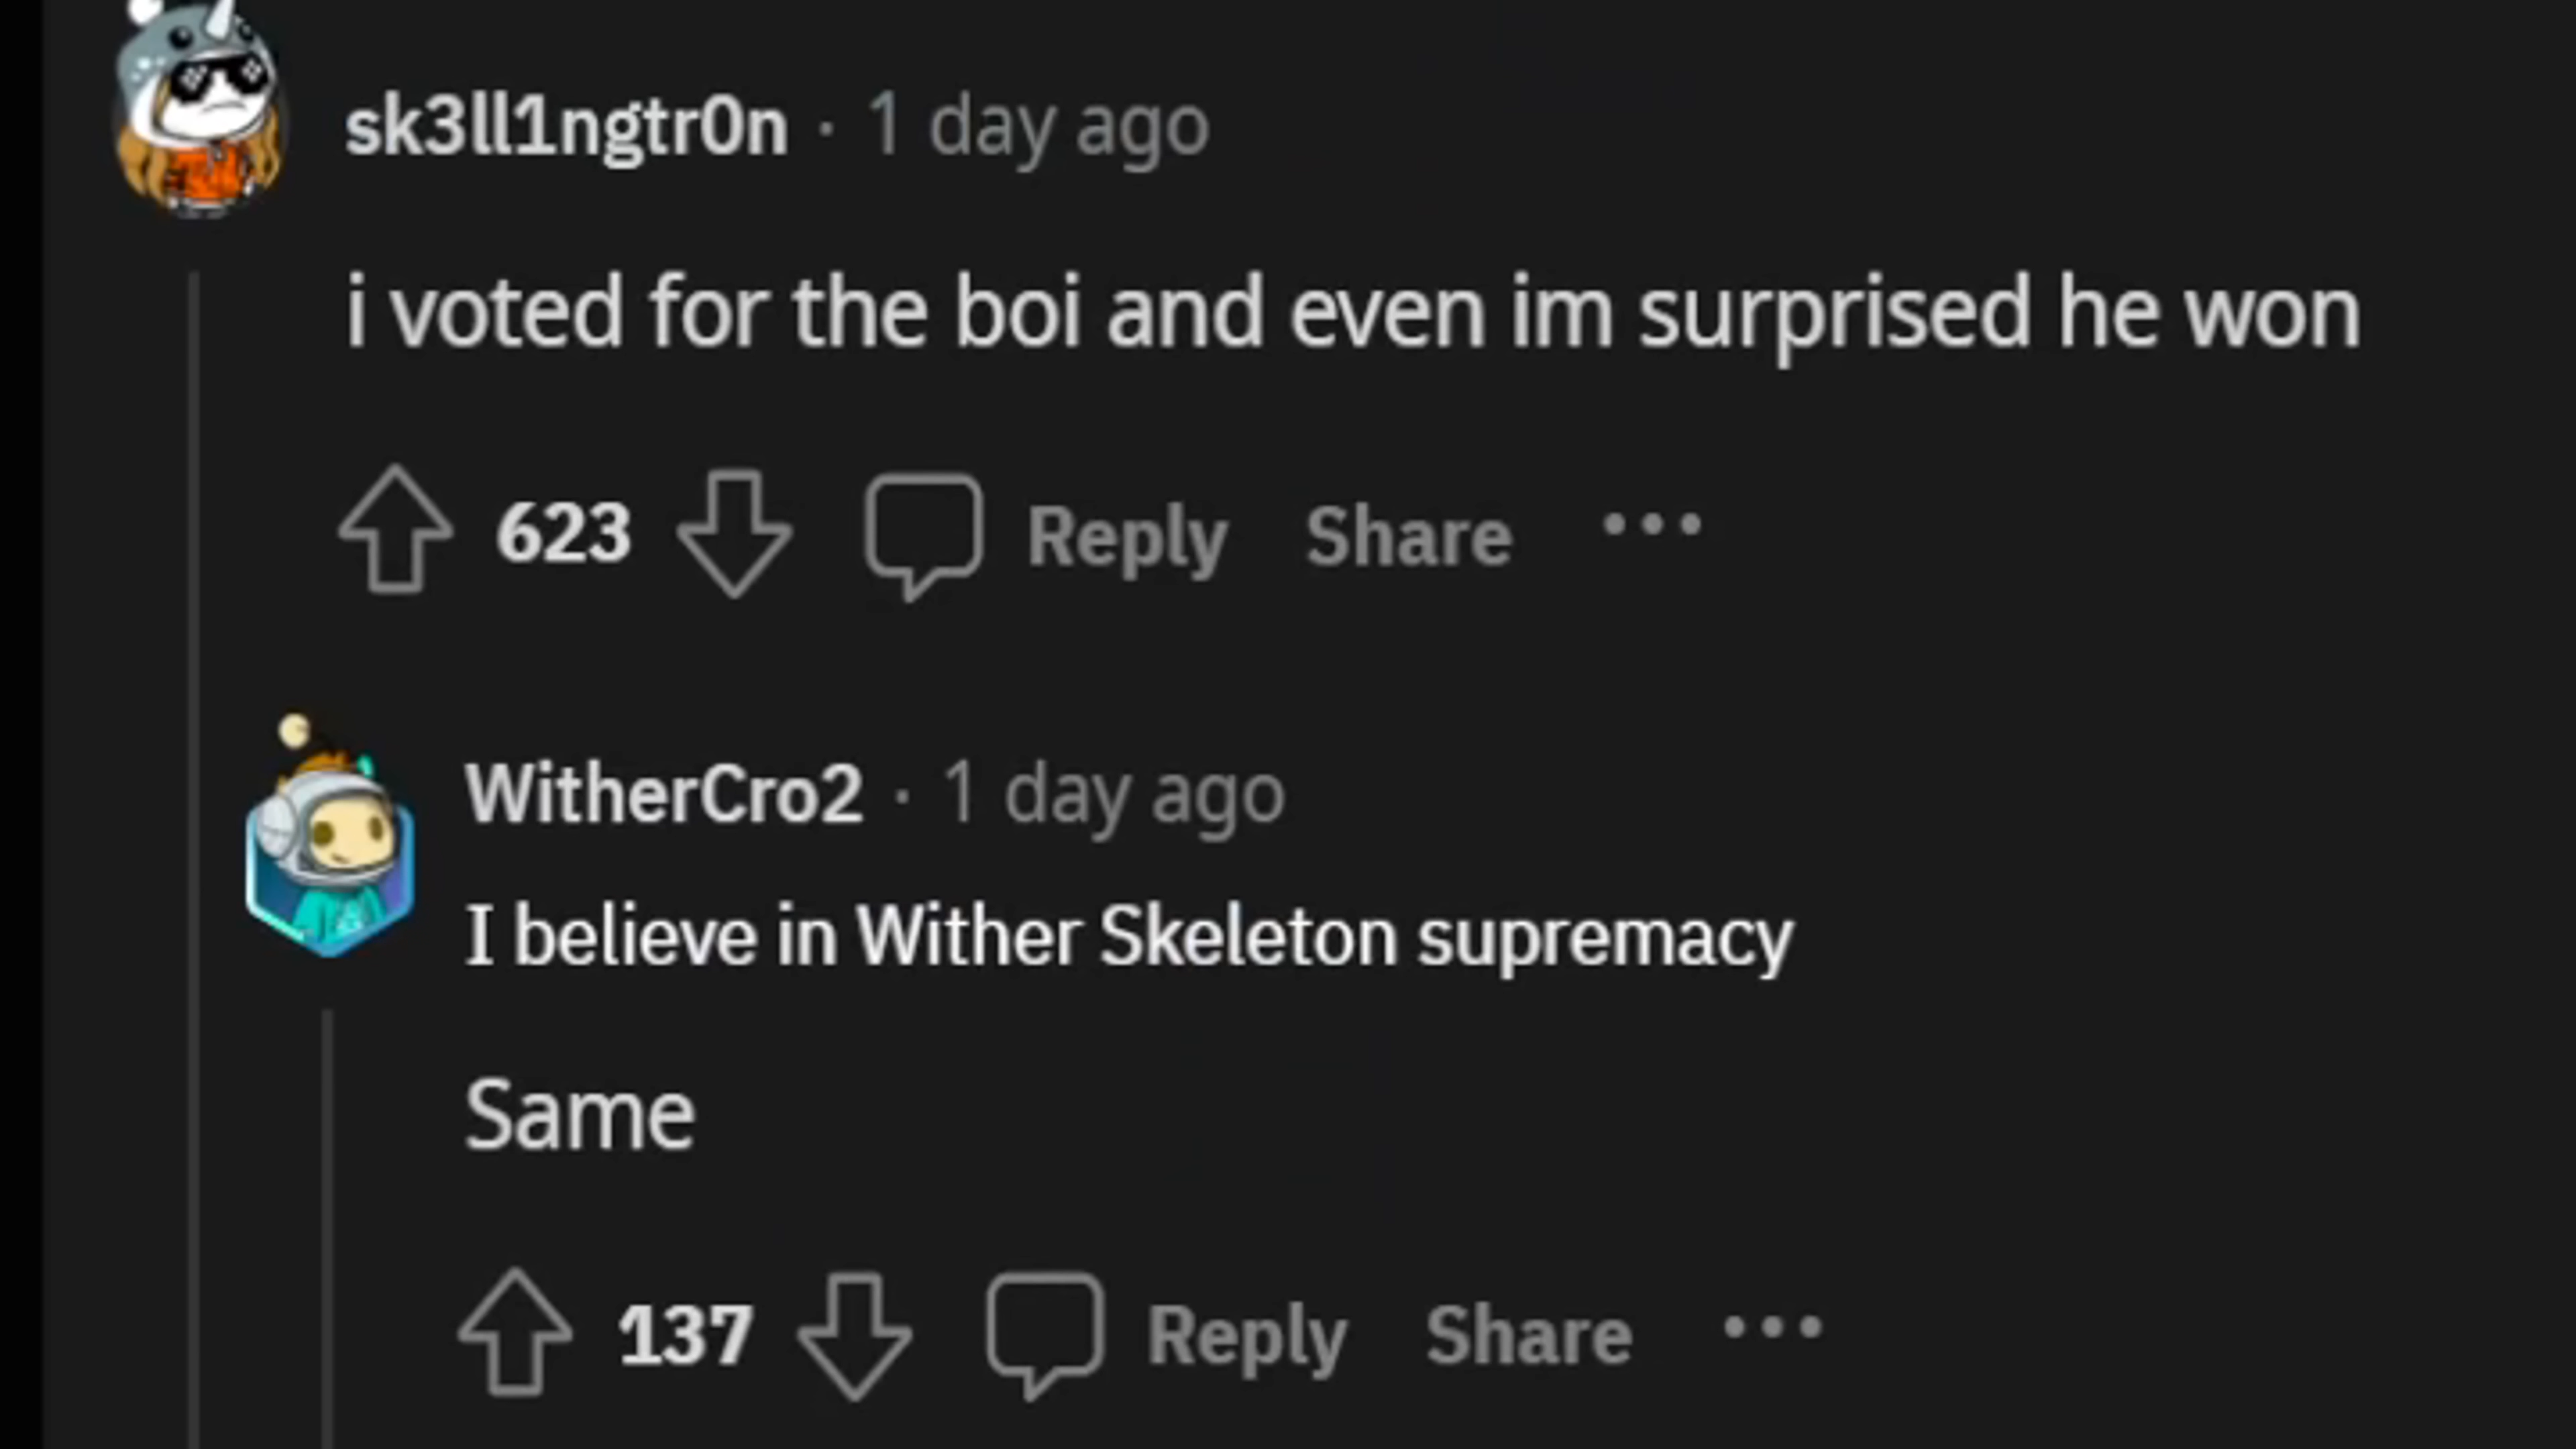 sk3ll1ngtr0n · 1 day ago
i voted for the boi and even im surprised he won
623 Reply Share ···
WitherCro2 · 1 day ago
I believe in Wither Skeleton supremacy
Same
137 Reply Share ···